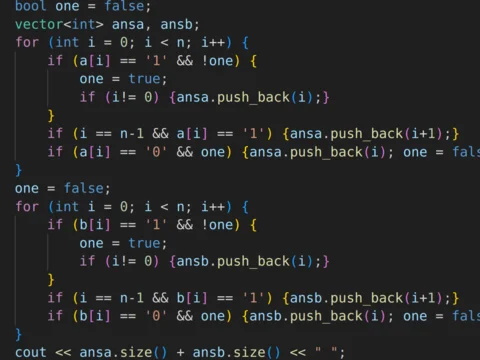 bool one = false;
vector<int> ansa, ansb;
for (int i = 0; i < n; i++) {
if (a[i] == '1' && !one) {
one = true;
if (i!= 0) {ansa.push_back(i);}
}
if (i == n-1 && a[i] == '1') {ansa.push_back(i+1);}
if (a[i] == '0' && one) {ansa.push_back(i); one = fals
}
one = false;
for (int i = 0; i < n; i++) {
if (b[i] == '1' && !one) {
one = true;
if (i!= 0) {ansb.push_back(i);}
}
if (i == n-1 && b[i] == '1') {ansb.push_back(i+1);}
if (b[i] == '0' && one) {ansb.push_back(i); one = fals
}
cout << ansa.size() + ansb.size() << " ";